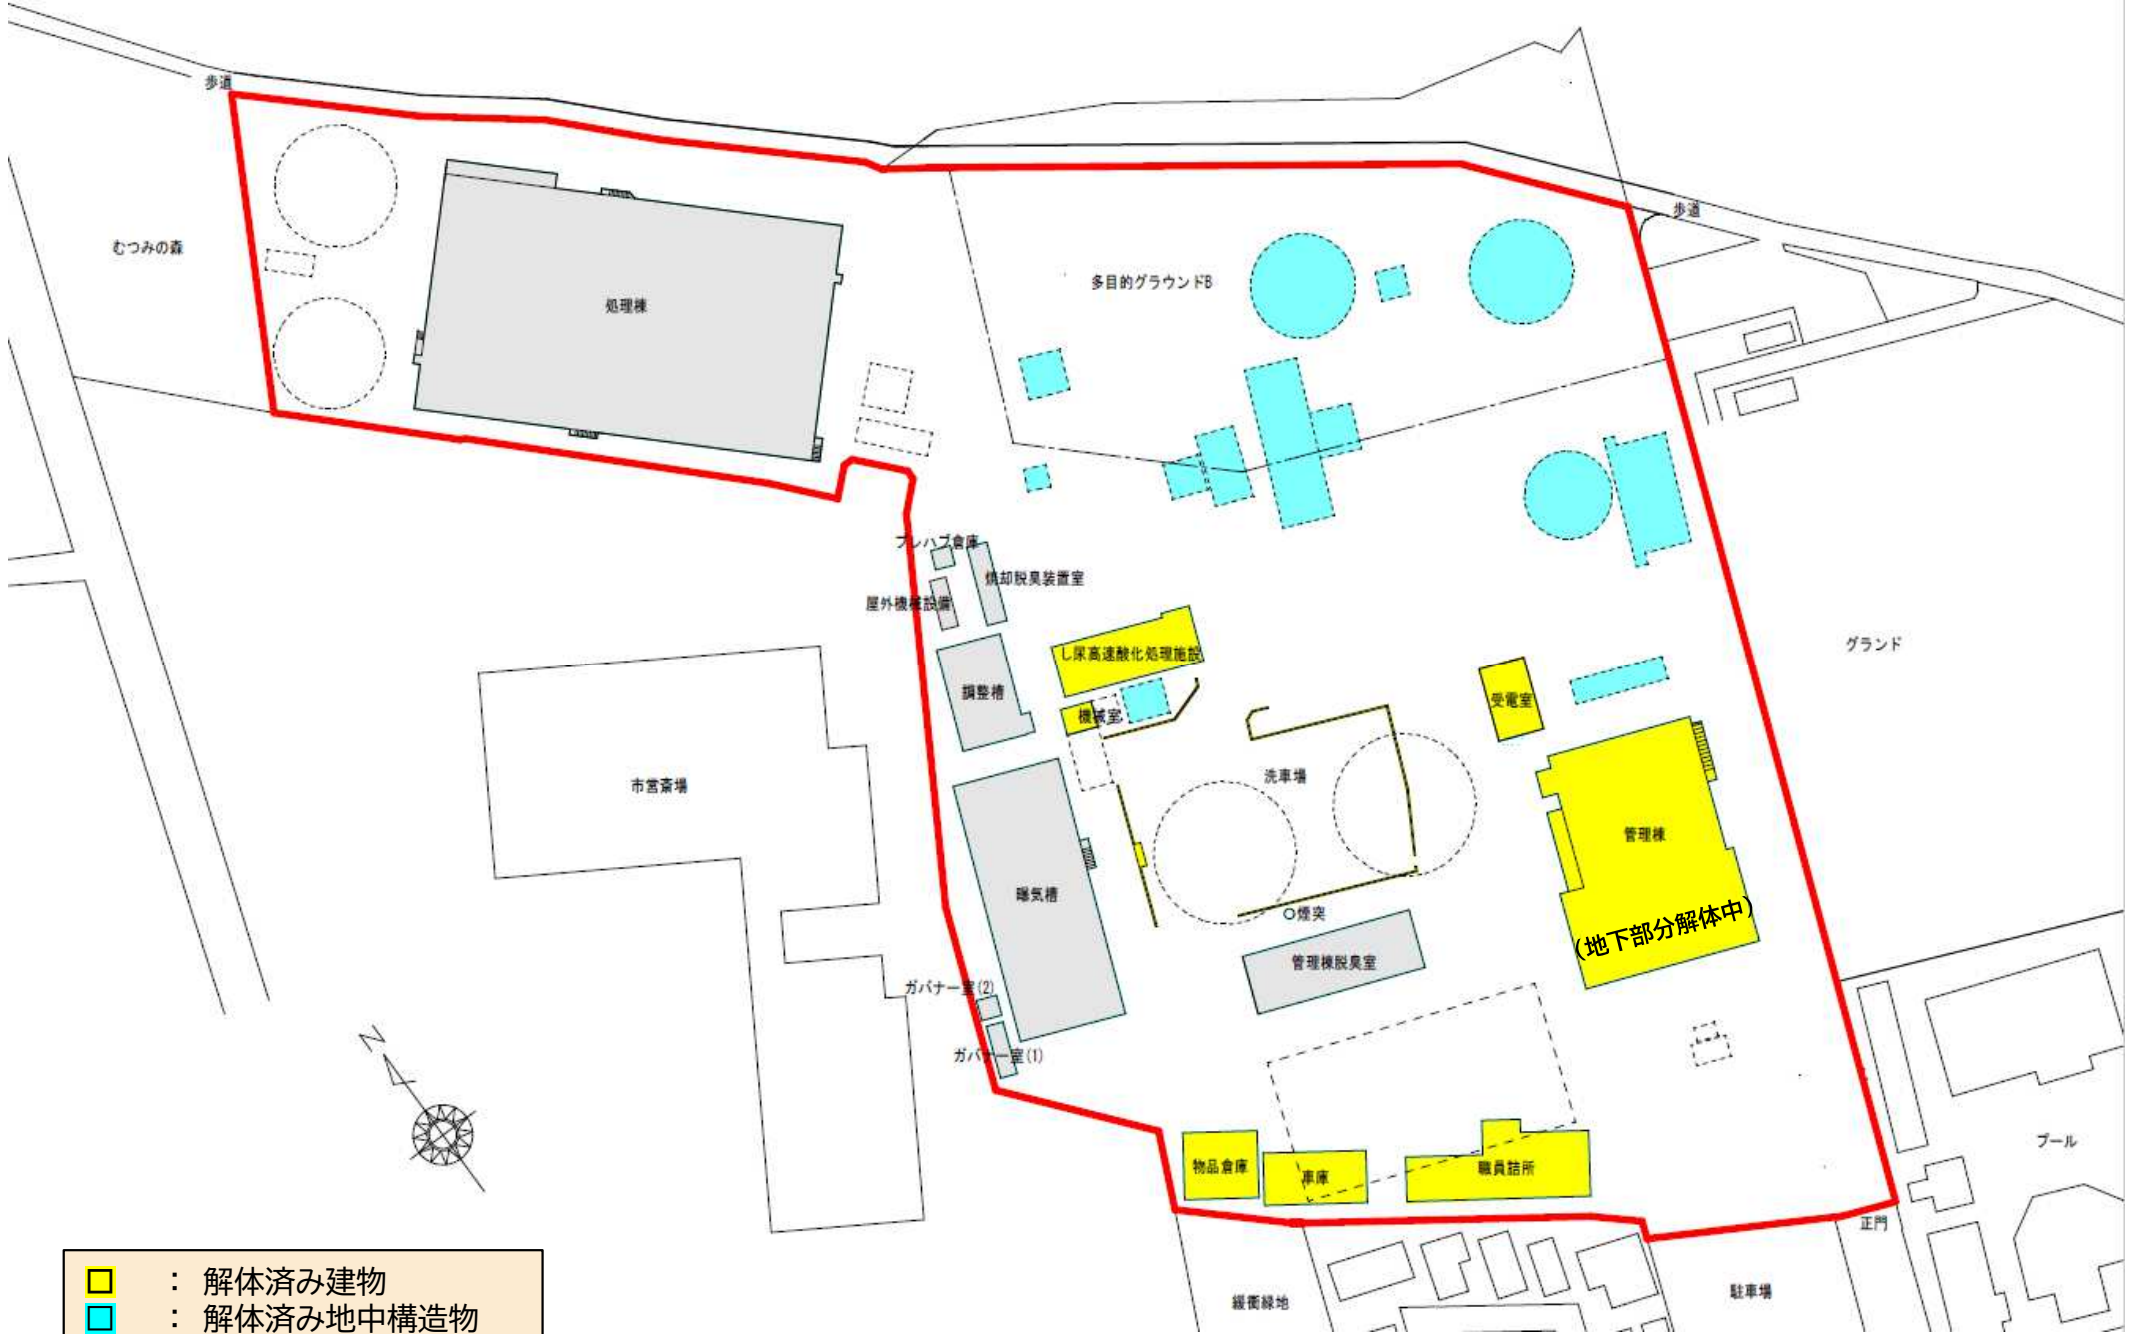 歩道
むつみの森
処理棟
歩道
多目的グラウンドB
プレハブ倉庫
焼却脱臭装置室
屋外機械設備
し尿高速酸化処理施設
グランド
調整槽
機械室
受電室
洗車場
市営斎場
管理棟
曝気槽
煙突
(地下部分解体中)
管理棟脱臭室
ガバナー室(2)
ガバナー室(1)
N
プール
物品倉庫
車庫
職員詰所
正門
緩衝緑地
駐車場
: 解体済み建物
: 解体済み地中構造物